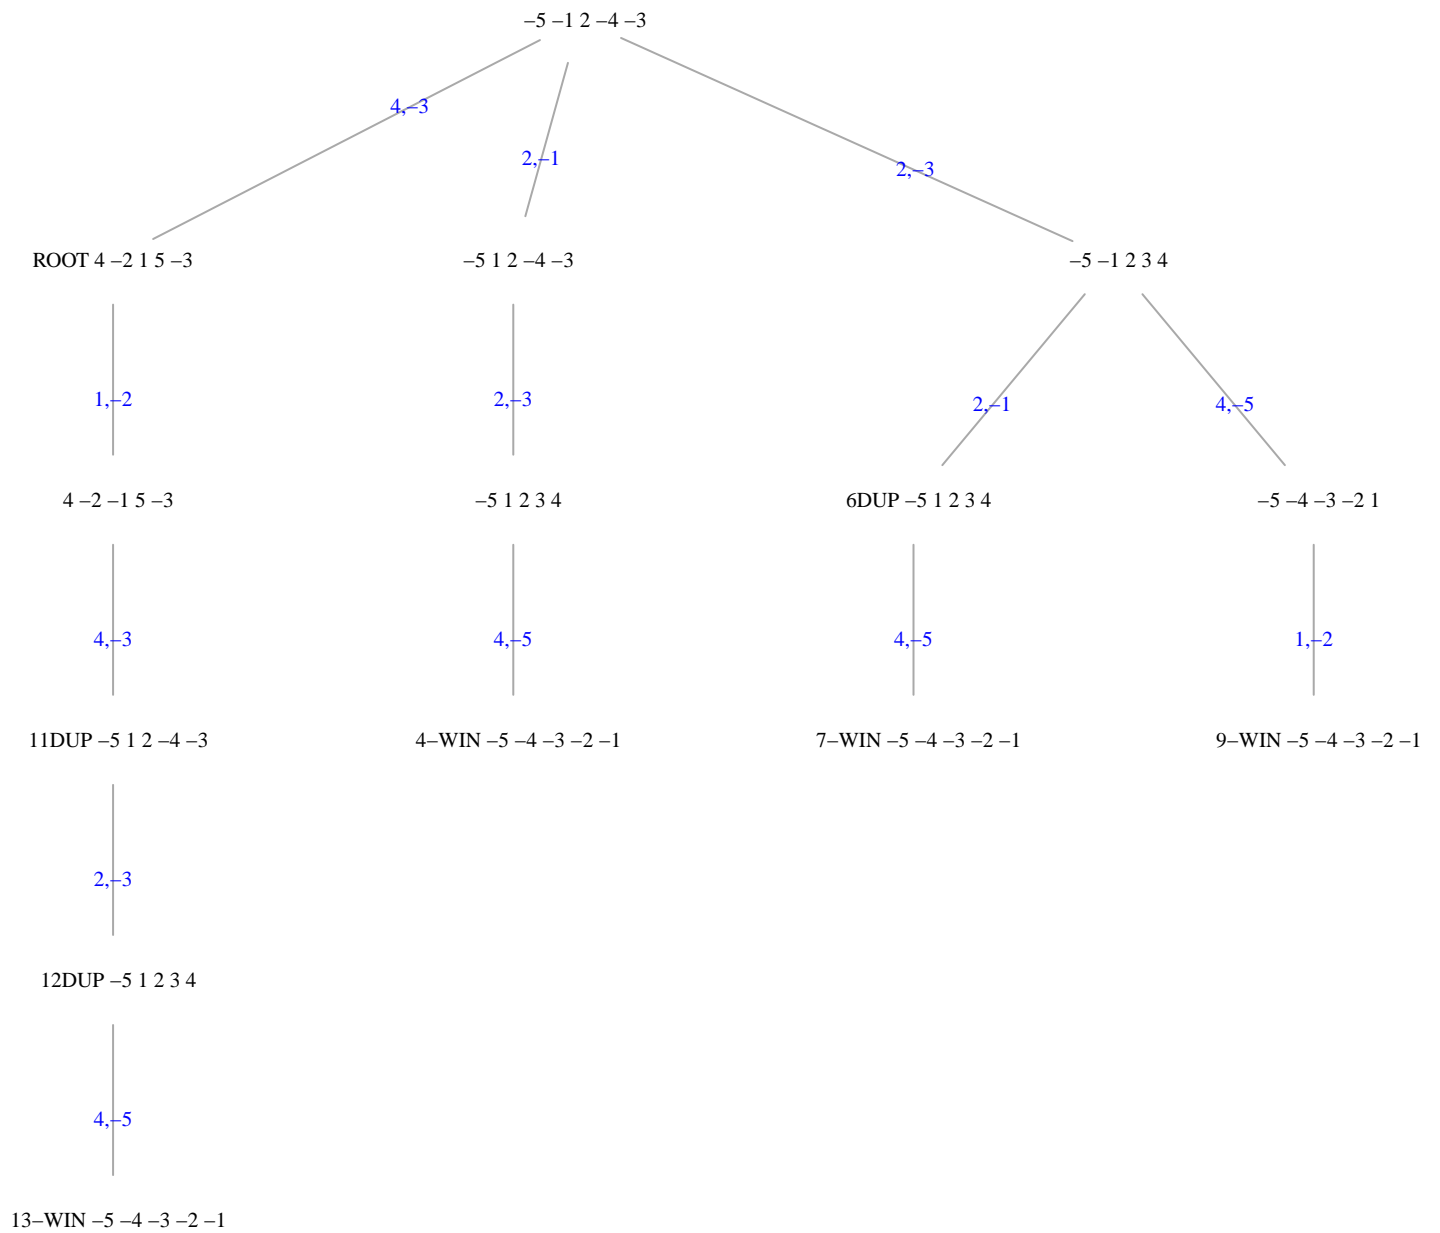 –5 –1 2 –4 –3
4,–3
2,–1
2,–3
ROOT 4 –2 1 5 –3
–5 1 2 –4 –3
–5 –1 2 3 4
1,–2
2,–3
2,–1
4,–5
4 –2 –1 5 –3
–5 1 2 3 4
6DUP –5 1 2 3 4
–5 –4 –3 –2 1
4,–3
4,–5
4,–5
1,–2
11DUP –5 1 2 –4 –3
4–WIN –5 –4 –3 –2 –1
7–WIN –5 –4 –3 –2 –1
9–WIN –5 –4 –3 –2 –1
2,–3
12DUP –5 1 2 3 4
4,–5
13–WIN –5 –4 –3 –2 –1